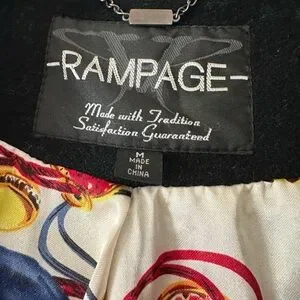 -RAMPAGE-
Made with Tradition
Satisfaction Guaranteed
M
MADE
IN
CHINA